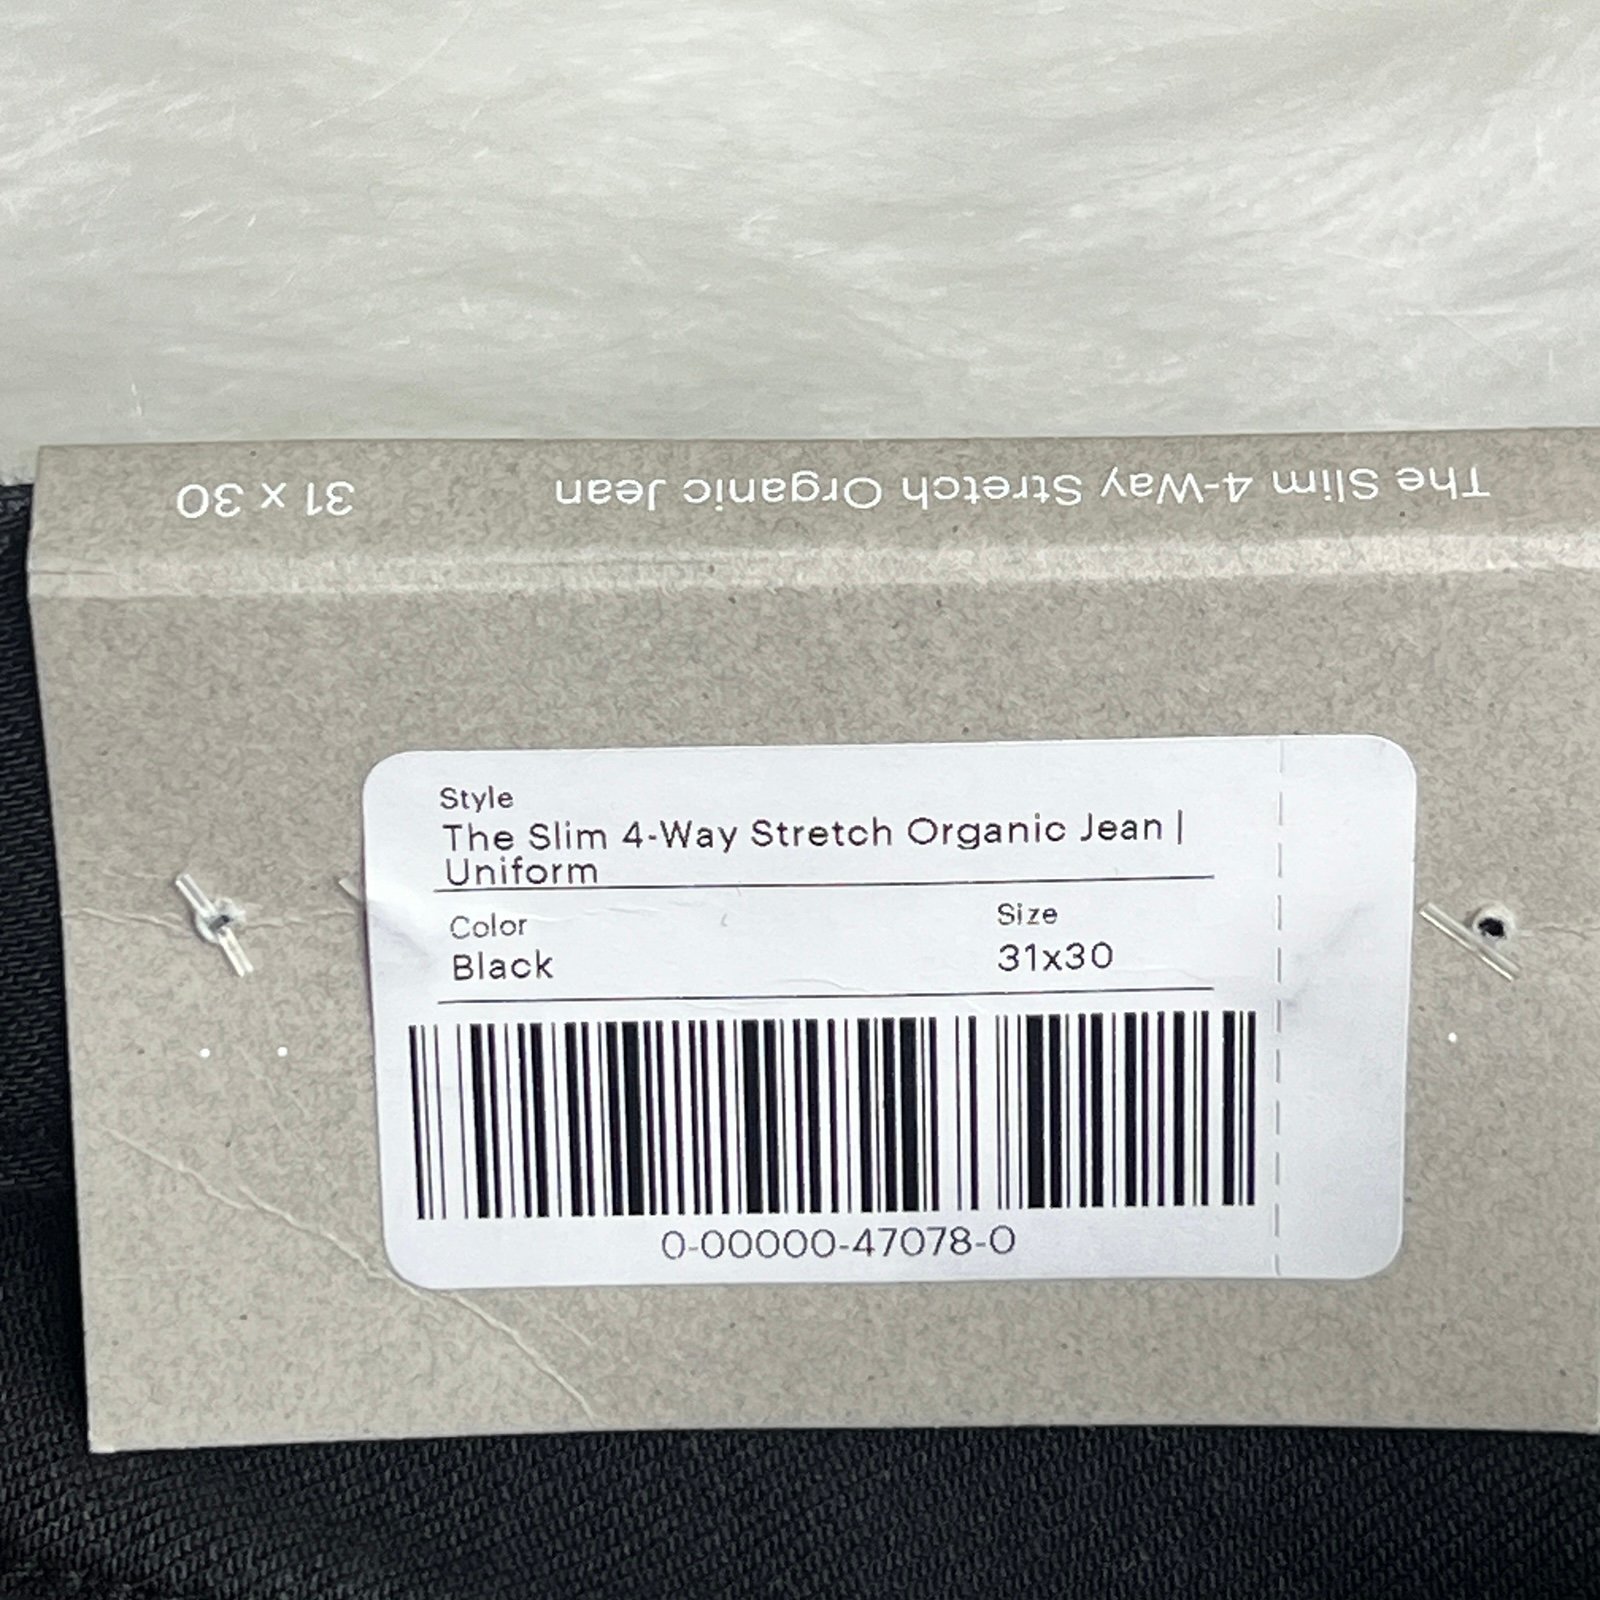 The Slim 4-Way Stretch Organic Jean 31 x 30
Style
The Slim 4-Way Stretch Organic Jean |
Uniform
Color Size
Black 31x30
0-00000-47078-0